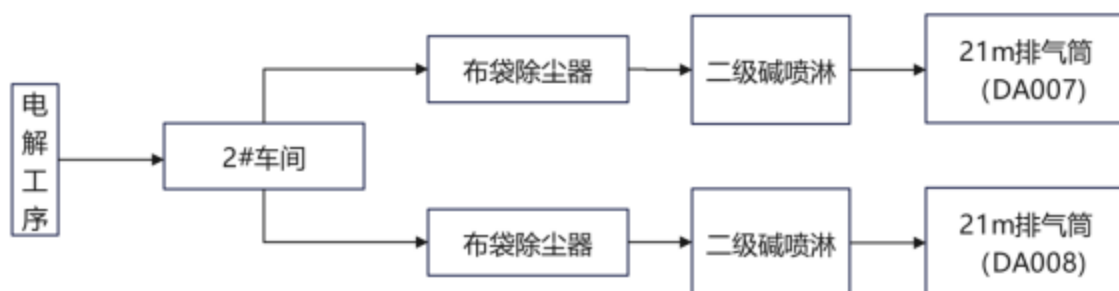 电
解
工
序
2#车间
布袋除尘器
二级碱喷淋
21m排气筒
(DA007)
布袋除尘器
二级碱喷淋
21m排气筒
(DA008)